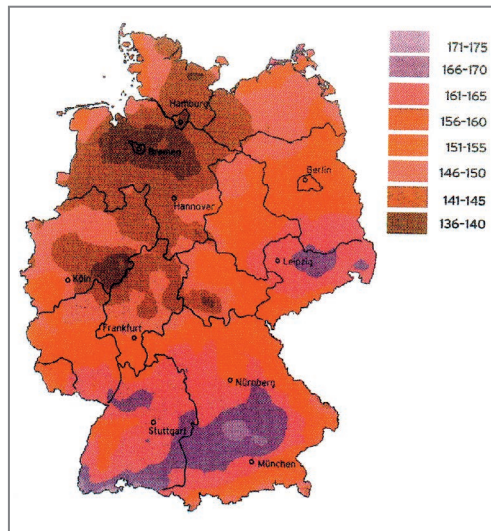 171-175
166-170
161-165
156-160
151-155
146-150
141-145
136-140
Hamburg
Bremen
Berlin
Hannover
Leipzig
Köln
Frankfurt
Nürnberg
Stuttgart
München